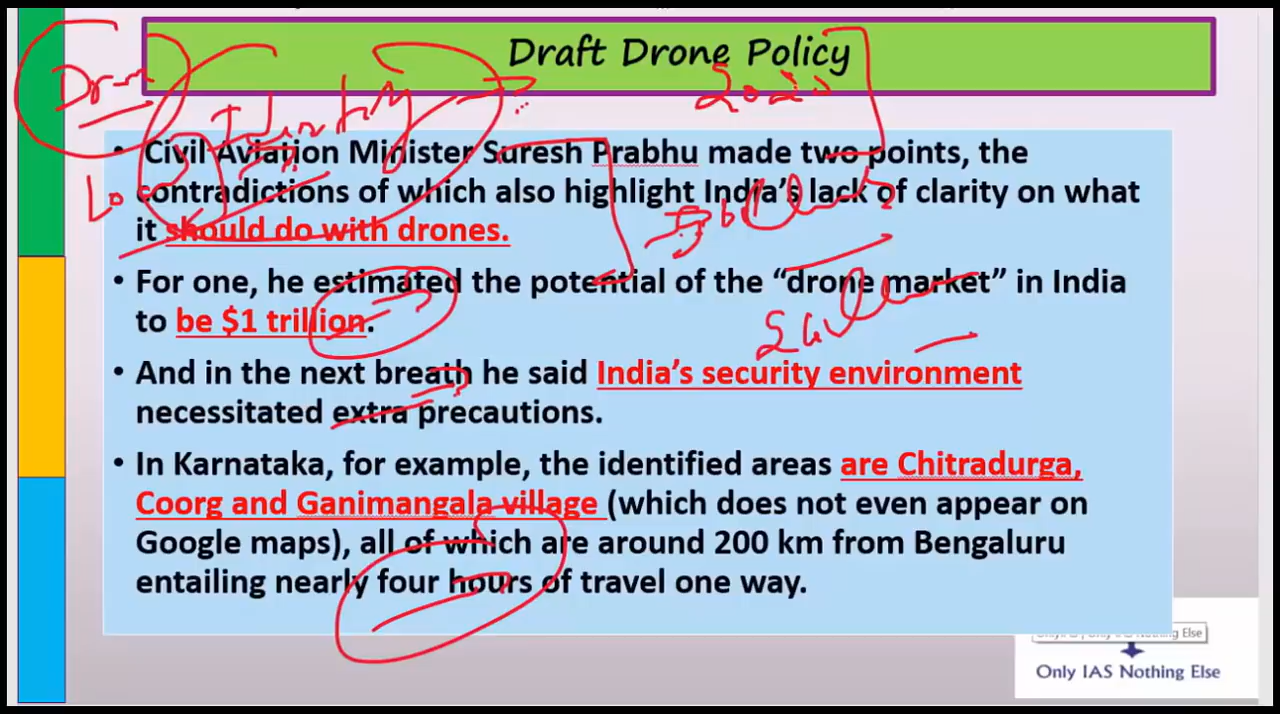 Draft Drone Policy
• Civil Aviation Minister Suresh Prabhu made two points, the
contradictions of which also highlight India's lack of clarity on what
it should do with drones.
• For one, he estimated the potential of the "drone market" in India
to be $1 trillion.
• And in the next breath he said India's security environment
necessitated extra precautions.
• In Karnataka, for example, the identified areas are Chitradurga,
Coorg and Ganimangala village (which does not even appear on
Google maps), all of which are around 200 km from Bengaluru
entailing nearly four hours of travel one way.
Only IAS Nothing Else